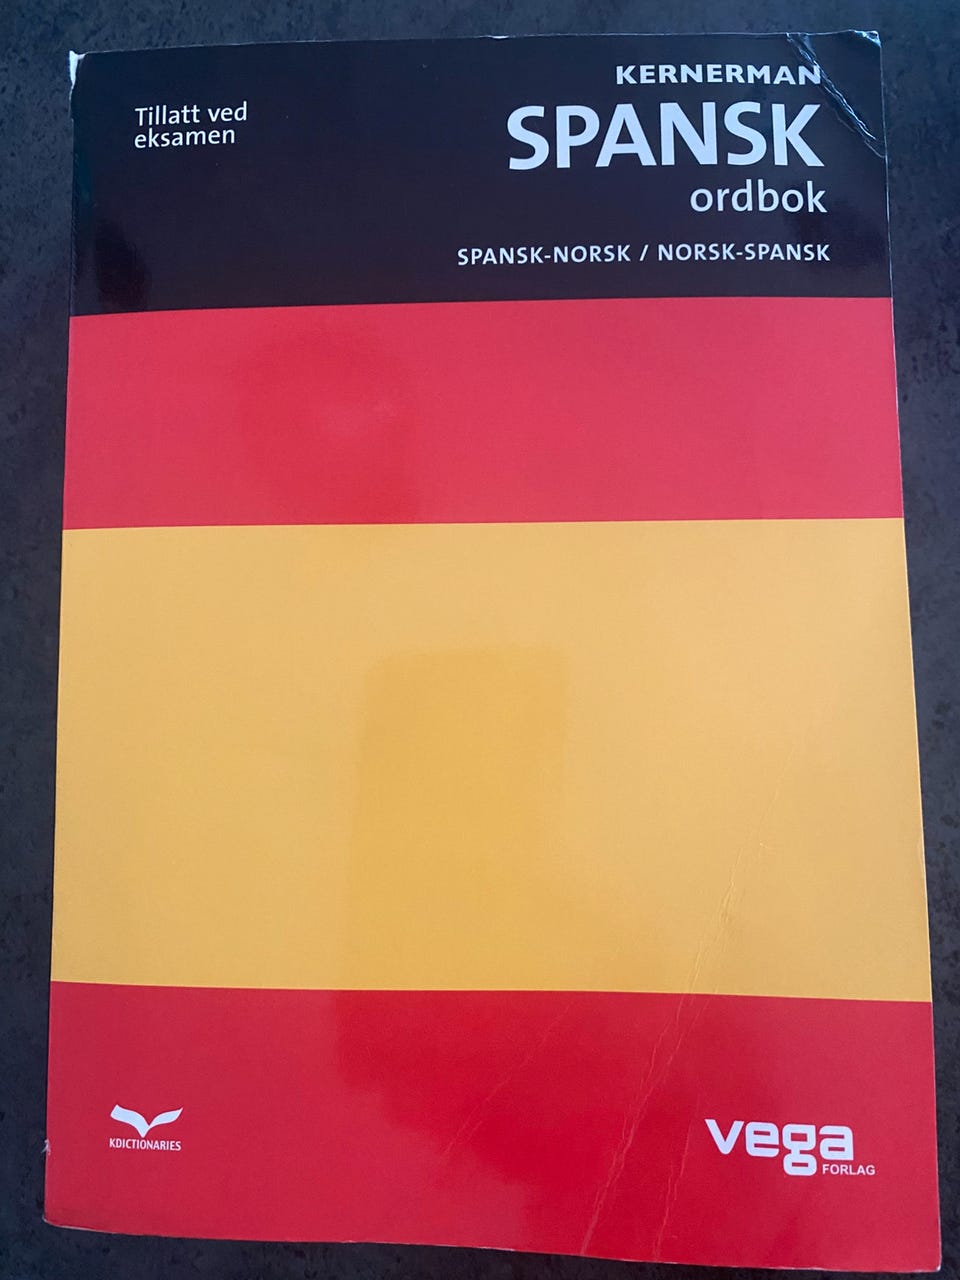 Tillatt ved
eksamen
KERNERMAN
SPANSK
ordbok
SPANSK-NORSK / NORSK-SPANSK
KDICTIONARIES
vega
FORLAG